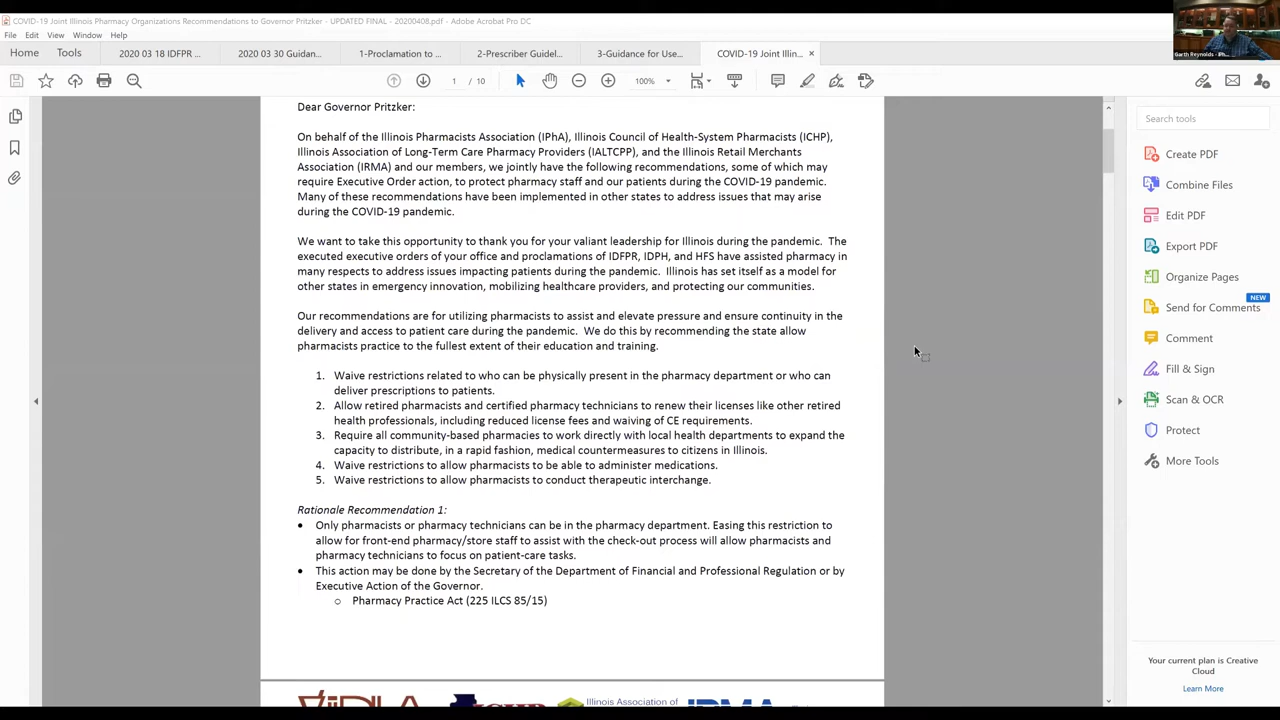 COVID-19 Joint Illinois Pharmacy Organizations Recommendations to Governor Pritzker - UPDATED FINAL - 20200408.pdf - Adobe Acrobat Pro DC
File Edit View Window Help
Home Tools 2020 03 18 IDFPR ... 2020 03 30 Guidan... 1-Proclamation to ... 2-Prescriber Guidel... 3-Guidance for Use... COVID-19 Joint Illin... ×
1 / 10 100%
Garth Reynolds - IPh...
Dear Governor Pritzker:
On behalf of the Illinois Pharmacists Association (IPhA), Illinois Council of Health-System Pharmacists (ICHP),
Illinois Association of Long-Term Care Pharmacy Providers (IALTCPP), and the Illinois Retail Merchants
Association (IRMA) and our members, we jointly have the following recommendations, some of which may
require Executive Order action, to protect pharmacy staff and our patients during the COVID-19 pandemic.
Many of these recommendations have been implemented in other states to address issues that may arise
during the COVID-19 pandemic.
We want to take this opportunity to thank you for your valiant leadership for Illinois during the pandemic. The
executed executive orders of your office and proclamations of IDFPR, IDPH, and HFS have assisted pharmacy in
many respects to address issues impacting patients during the pandemic. Illinois has set itself as a model for
other states in emergency innovation, mobilizing healthcare providers, and protecting our communities.
Our recommendations are for utilizing pharmacists to assist and elevate pressure and ensure continuity in the
delivery and access to patient care during the pandemic. We do this by recommending the state allow
pharmacists practice to the fullest extent of their education and training.
1. Waive restrictions related to who can be physically present in the pharmacy department or who can
deliver prescriptions to patients.
2. Allow retired pharmacists and certified pharmacy technicians to renew their licenses like other retired
health professionals, including reduced license fees and waiving of CE requirements.
3. Require all community-based pharmacies to work directly with local health departments to expand the
capacity to distribute, in a rapid fashion, medical countermeasures to citizens in Illinois.
4. Waive restrictions to allow pharmacists to be able to administer medications.
5. Waive restrictions to allow pharmacists to conduct therapeutic interchange.
Rationale Recommendation 1:
• Only pharmacists or pharmacy technicians can be in the pharmacy department. Easing this restriction to
allow for front-end pharmacy/store staff to assist with the check-out process will allow pharmacists and
pharmacy technicians to focus on patient-care tasks.
• This action may be done by the Secretary of the Department of Financial and Professional Regulation or by
Executive Action of the Governor.
o Pharmacy Practice Act (225 ILCS 85/15)
Illinois Association of
Search tools
Create PDF
Combine Files
Edit PDF
Export PDF
Organize Pages
NEW
Send for Comments
Comment
Fill & Sign
Scan & OCR
Protect
More Tools
Your current plan is Creative
Cloud
Learn More